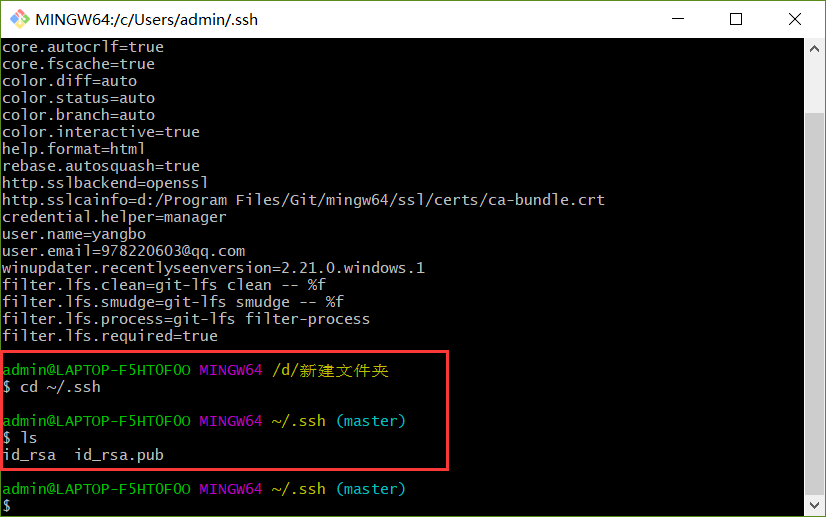 MINGW64:/c/Users/admin/.ssh
core.autocrlf=true
core.fscache=true
color.diff=auto
color.status=auto
color.branch=auto
color.interactive=true
help.format=html
rebase.autosquash=true
http.sslbackend=openssl
http.sslcainfo=d:/Program Files/Git/mingw64/ssl/certs/ca-bundle.crt
credential.helper=manager
user.name=yangbo
user.email=978220603@qq.com
winupdater.recentlyseenversion=2.21.0.windows.1
filter.lfs.clean=git-lfs clean -- %f
filter.lfs.smudge=git-lfs smudge -- %f
filter.lfs.process=git-lfs filter-process
filter.lfs.required=true
admin@LAPTOP-F5HT0F00 MINGW64 /d/新建文件夹
$ cd ~/.ssh
admin@LAPTOP-F5HT0F00 MINGW64 ~/.ssh (master)
$ ls
id_rsa  id_rsa.pub
admin@LAPTOP-F5HT0F00 MINGW64 ~/.ssh (master)
$